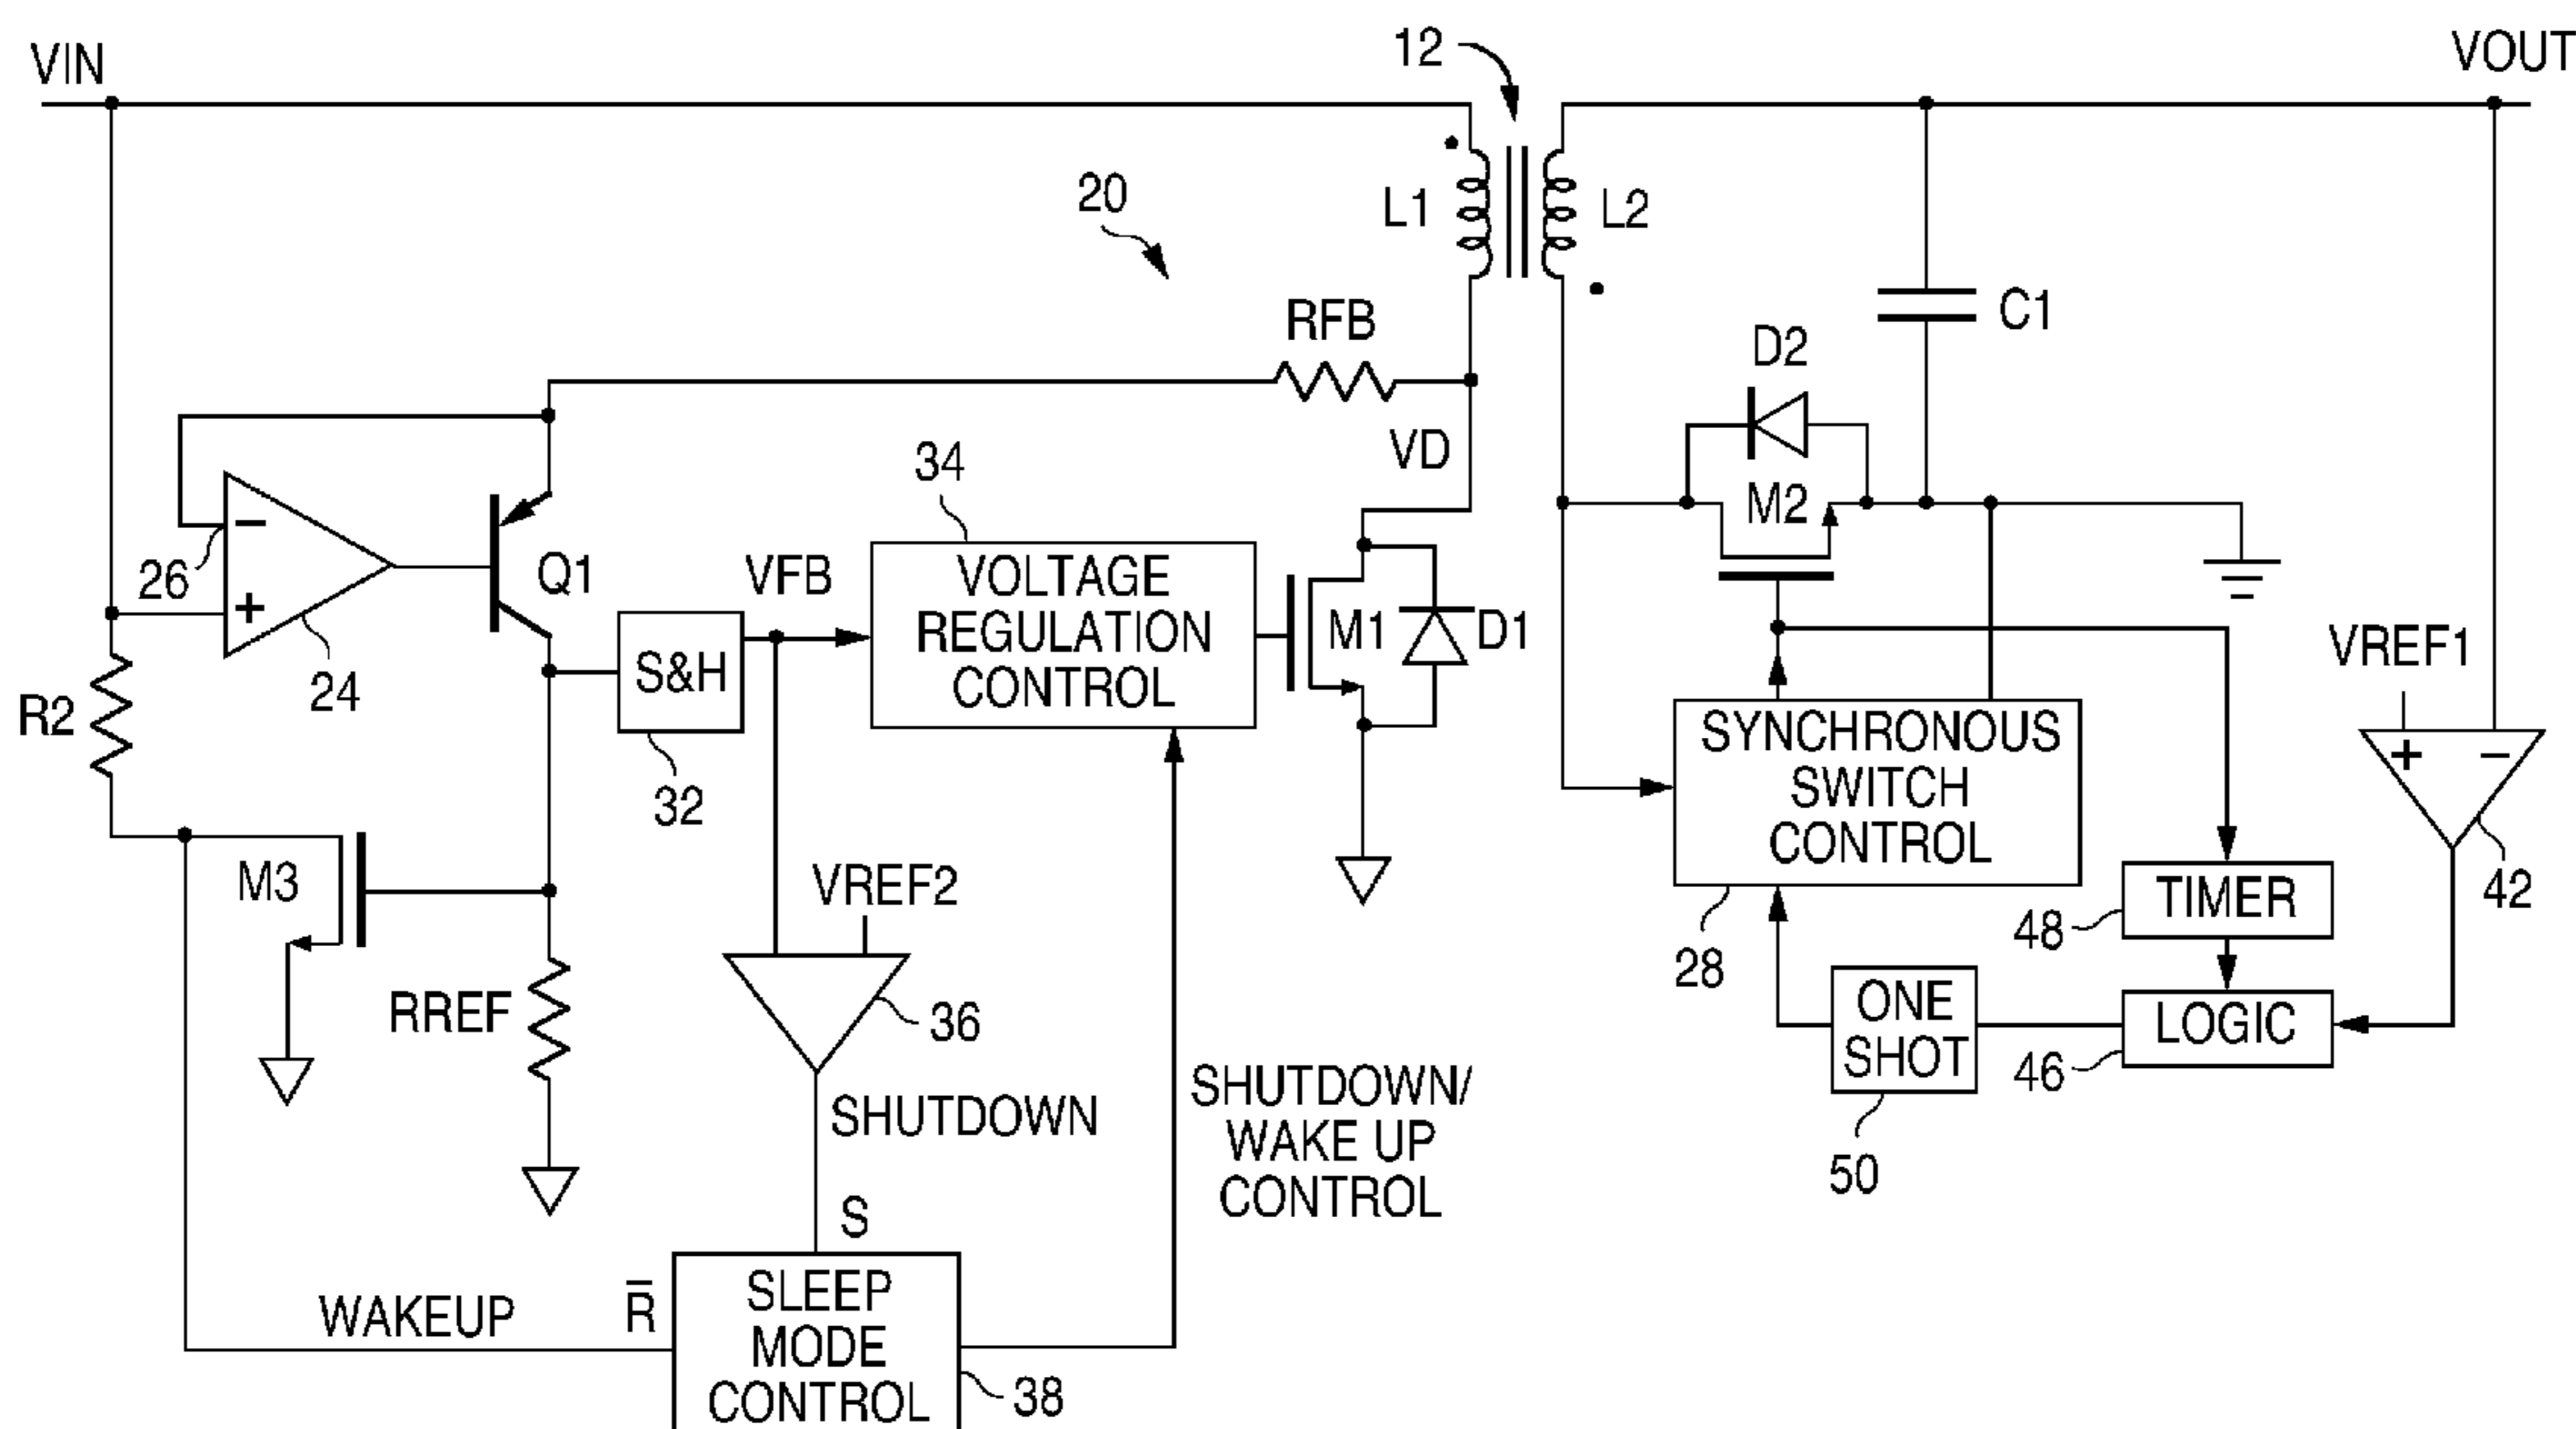 VIN
12
VOUT
20
L1
L2
RFB
C1
D2
VD
34
M2
26
Q1
VFB
VOLTAGE
REGULATION
CONTROL
M1
D1
VREF1
S&H
24
R2
SYNCHRONOUS
SWITCH
CONTROL
32
M3
VREF2
TIMER
42
48
28
RREF
36
ONE
SHOT
LOGIC
46
SHUTDOWN
SHUTDOWN/
WAKE UP
CONTROL
50
S
WAKEUP
R̅
SLEEP
MODE
CONTROL
38
− 
+
+
−